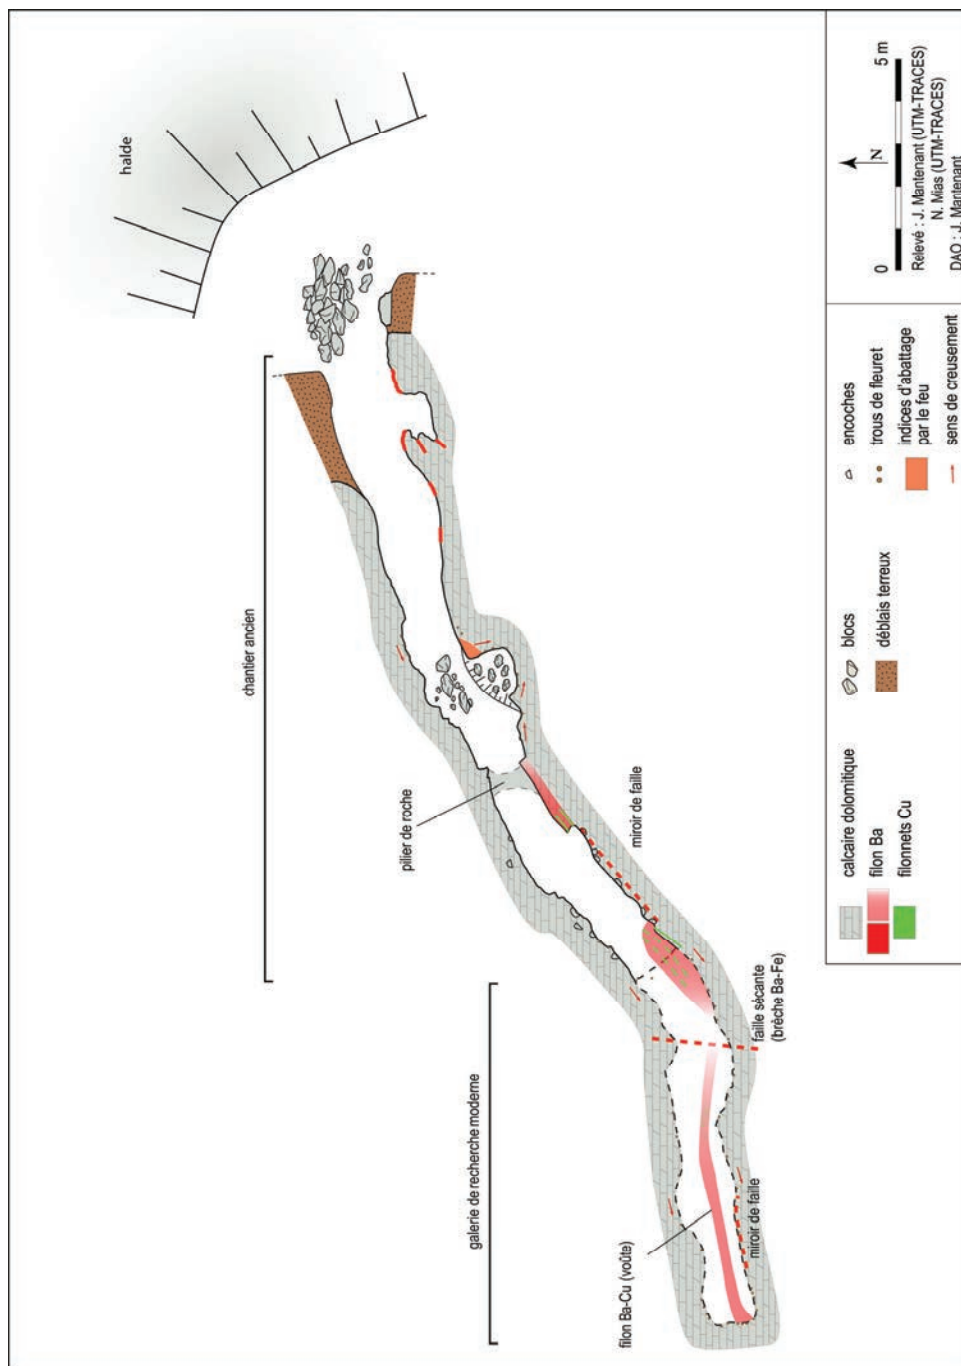 halde
chantier ancien
pilier de roche
miroir de faille
galerie de recherche moderne
faille sécante
(brèche Ba-Fe)
filon Ba-Cu (voûte)
miroir de faille
calcaire dolomitique
filon Ba
filonnets Cu
blocs
déblais terreux
encoches
trous de fleuret
indices d'abattage
par le feu
sens de creusement
0 5 m
N
Relevé : J. Mantenant (UTM-TRACES)
N. Mias (UTM-TRACES)
DAO : J. Mantenant